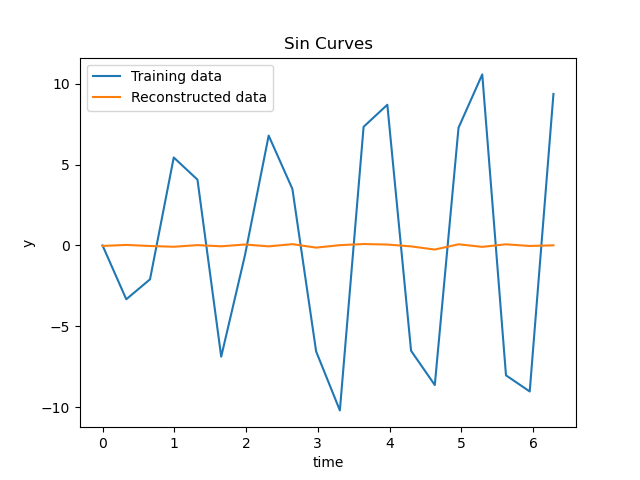 Sin Curves
Training data
Reconstructed data
10
5
0
−5
−10
y
0 1 2 3 4 5 6
time